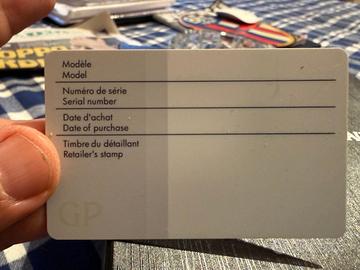 Modèle
Model
Numéro de série
Serial number
Date d'achat
Date of purchase
Timbre du détaillant
Retailer's stamp
GP